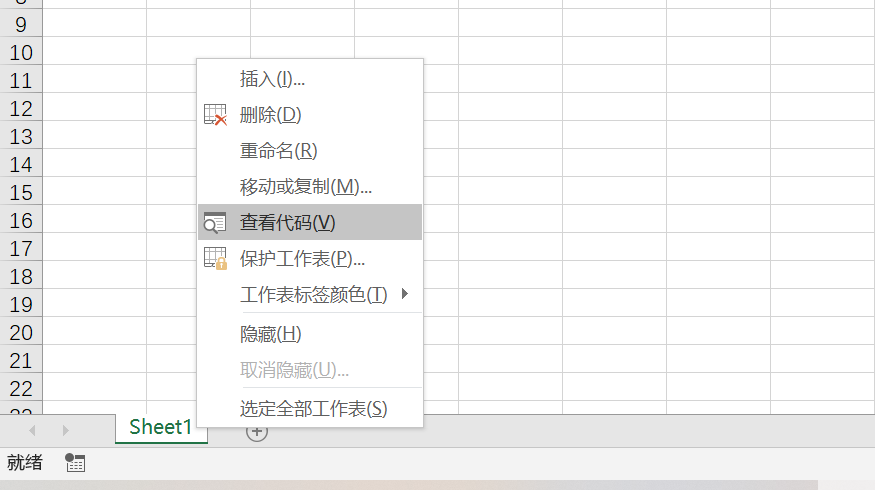 9
10
11
12
13
14
15
16
17
18
19
20
21
22
插入(I)...
删除(D)
重命名(R)
移动或复制(M)...
查看代码(V)
保护工作表(P)...
工作表标签颜色(T)
隐藏(H)
取消隐藏(U)...
选定全部工作表(S)
Sheet1
就绪